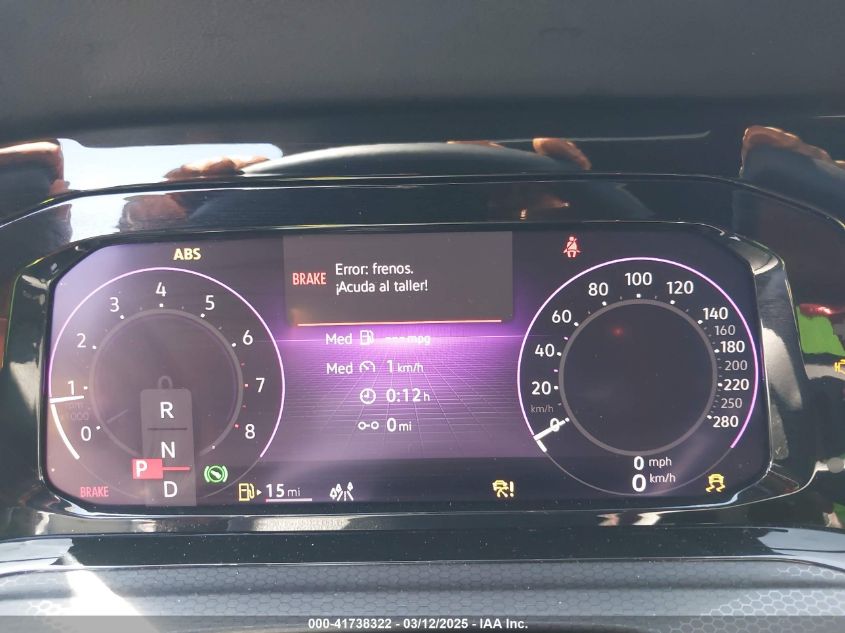 ABS
BRAKE
Error: frenos.
¡Acuda al taller!
Med mpg
Med 1 km/h
0:12 h
0 mi
0
1
2
3
4
5
6
7
8
R
N
P
D
BRAKE
15 mi
km/h
0
20
40
60
80
100
120
140
160
180
200
220
250
280
0 mph
0 km/h
000-41738322 - 03/12/2025 - IAA Inc.